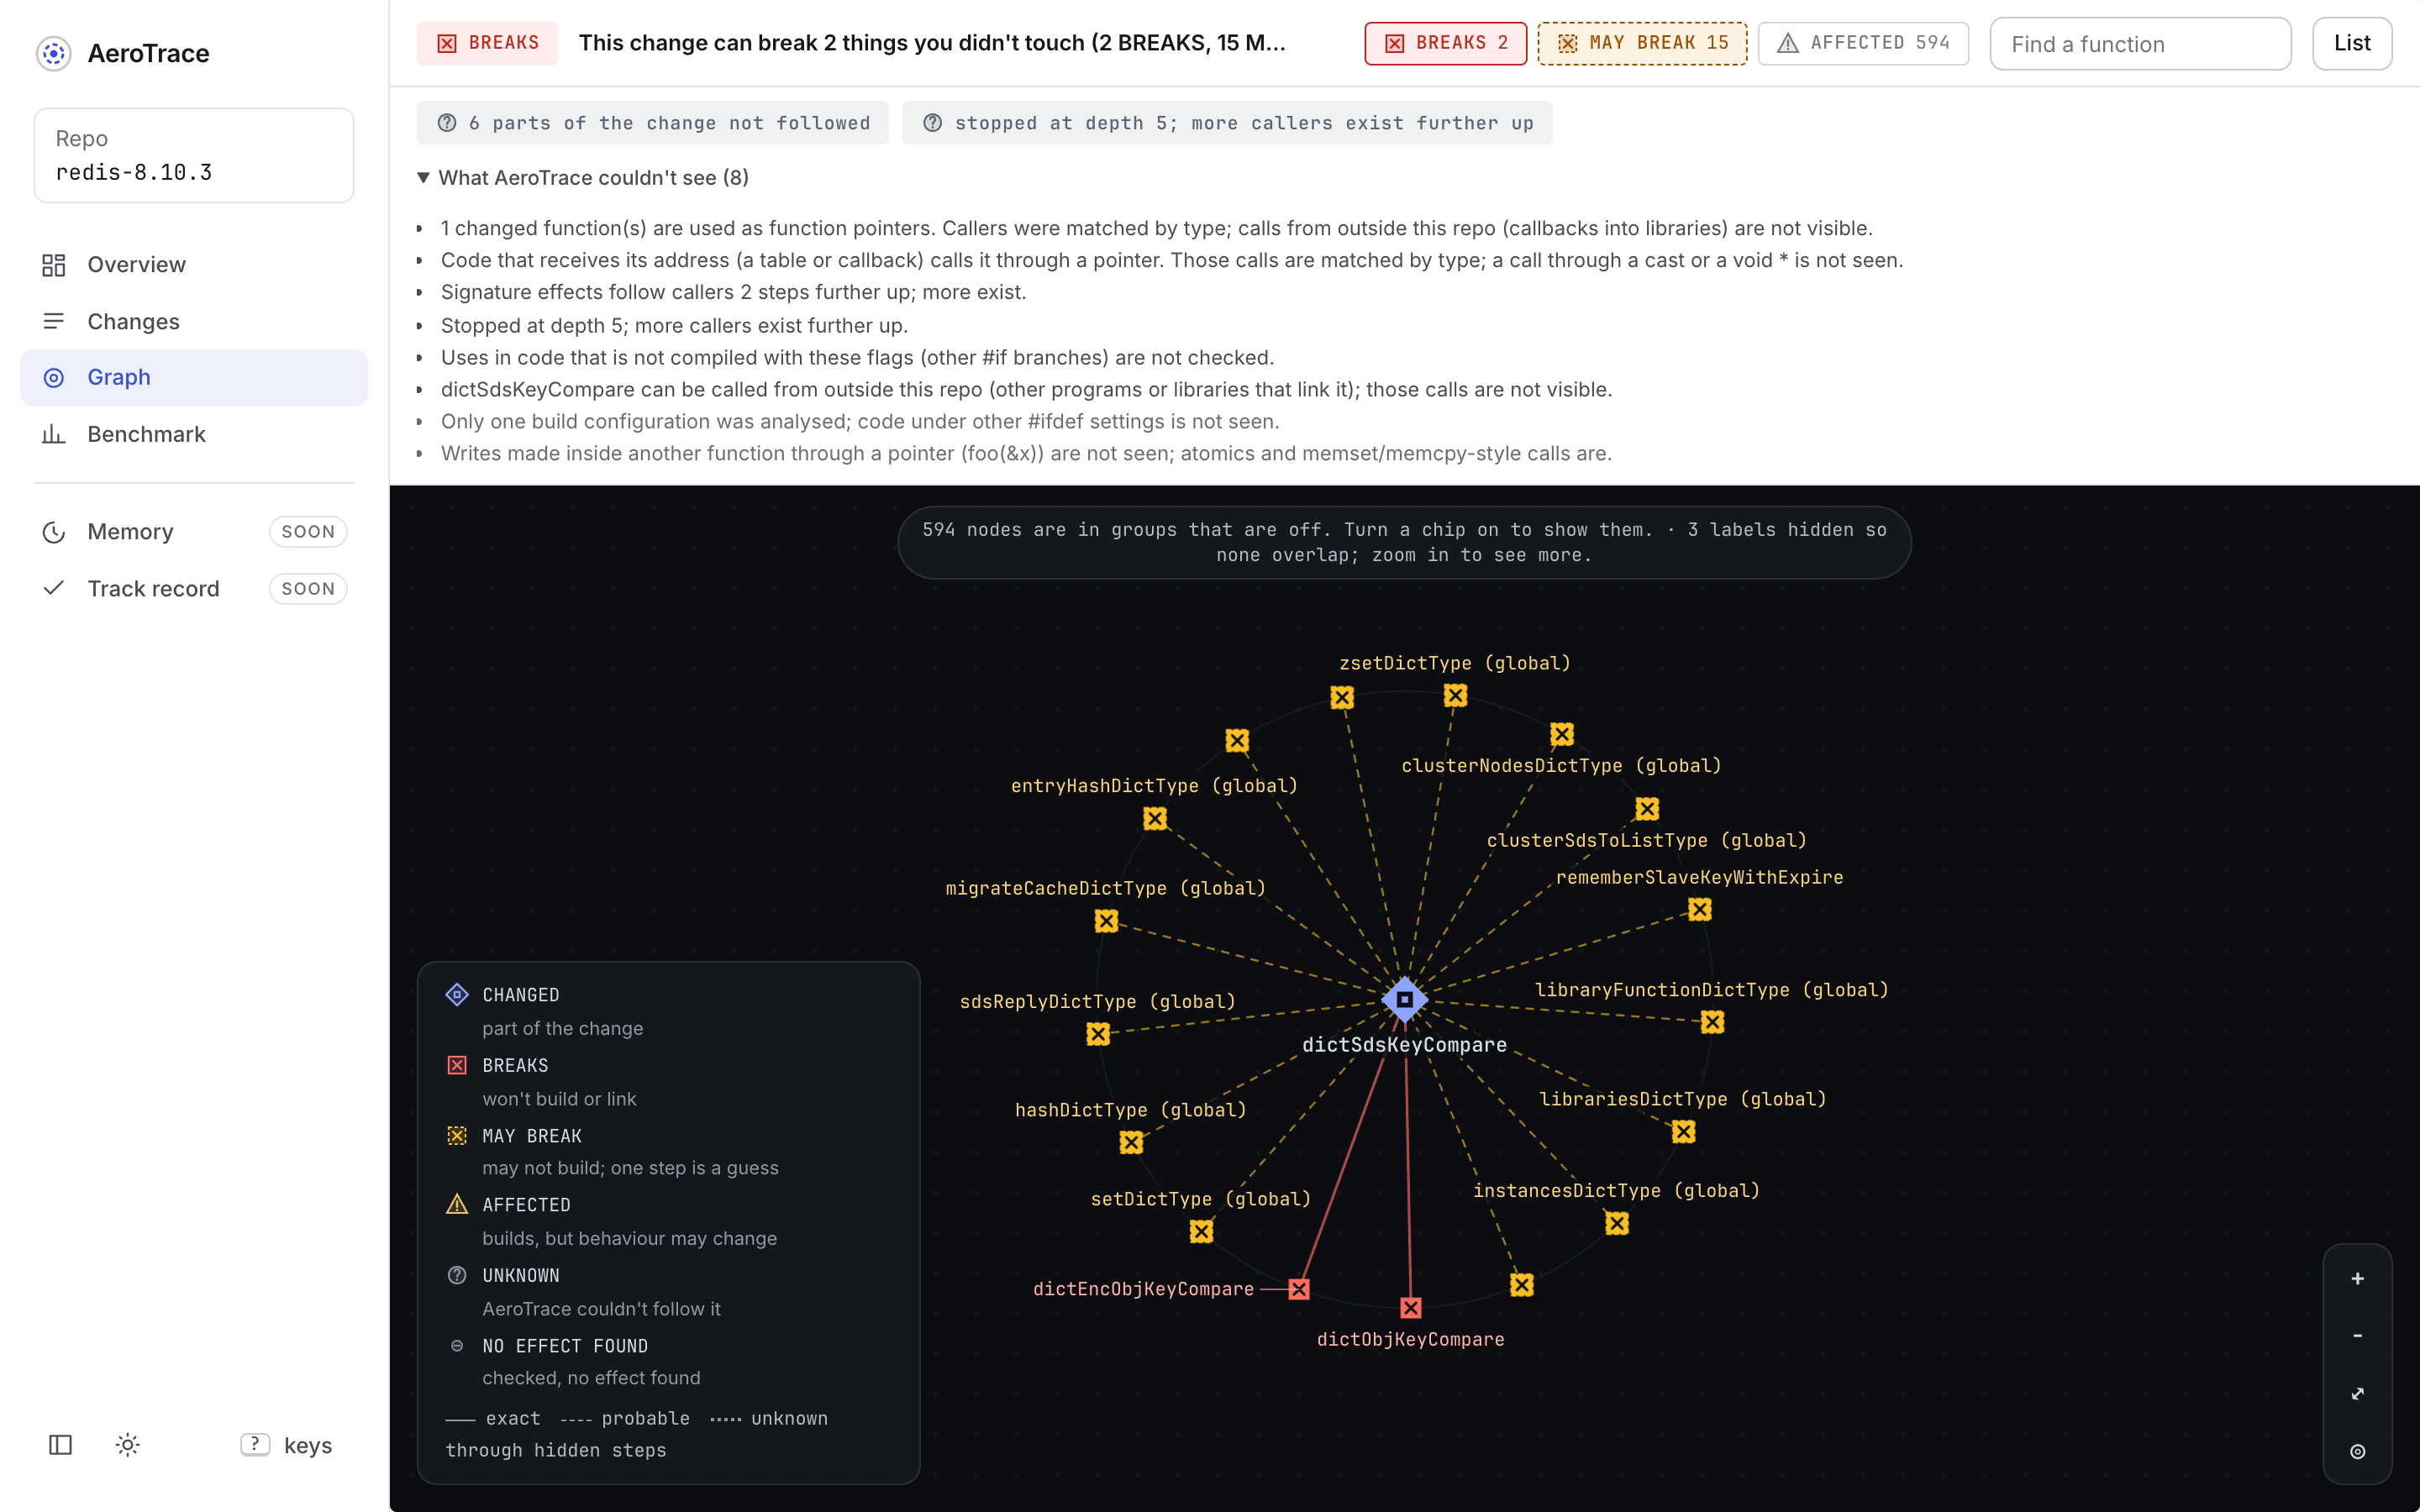 AeroTrace
Repo
redis-8.10.3
Overview
Changes
Graph
Benchmark
Memory SOON
Track record SOON
? keys
BREAKS
This change can break 2 things you didn't touch (2 BREAKS, 15 M...
BREAKS 2
MAY BREAK 15
AFFECTED 594
Find a function
List
6 parts of the change not followed
stopped at depth 5; more callers exist further up
What AeroTrace couldn't see (8)
1 changed function(s) are used as function pointers. Callers were matched by type; calls from outside this repo (callbacks into libraries) are not visible.
Code that receives its address (a table or callback) calls it through a pointer. Those calls are matched by type; a call through a cast or a void * is not seen.
Signature effects follow callers 2 steps further up; more exist.
Stopped at depth 5; more callers exist further up.
Uses in code that is not compiled with these flags (other #if branches) are not checked.
dictSdsKeyCompare can be called from outside this repo (other programs or libraries that link it); those calls are not visible.
Only one build configuration was analysed; code under other #ifdef settings is not seen.
Writes made inside another function through a pointer (foo(&x)) are not seen; atomics and memset/memcpy-style calls are.
594 nodes are in groups that are off. Turn a chip on to show them. · 3 labels hidden so
none overlap; zoom in to see more.
zsetDictType (global)
clusterNodesDictType (global)
entryHashDictType (global)
clusterSdsToListType (global)
rememberSlaveKeyWithExpire
migrateCacheDictType (global)
libraryFunctionDictType (global)
sdsReplyDictType (global)
dictSdsKeyCompare
librariesDictType (global)
hashDictType (global)
instancesDictType (global)
setDictType (global)
dictEncObjKeyCompare
dictObjKeyCompare
CHANGED
part of the change
BREAKS
won't build or link
MAY BREAK
may not build; one step is a guess
AFFECTED
builds, but behaviour may change
? UNKNOWN
AeroTrace couldn't follow it
NO EFFECT FOUND
checked, no effect found
exact probable unknown
through hidden steps
+
-